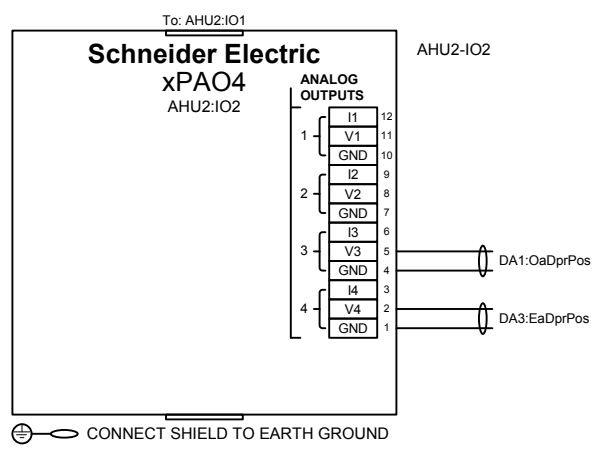 To: AHU2:IO1
Schneider Electric
AHU2-IO2
xPAO4
AHU2:IO2
ANALOG
OUTPUTS
I1 12
1 V1 11
GND 10
I2 9
2 V2 8
GND 7
I3 6
3 V3 5
GND 4
DA1:OaDprPos
I4 3
4 V4 2
GND 1
DA3:EaDprPos
CONNECT SHIELD TO EARTH GROUND